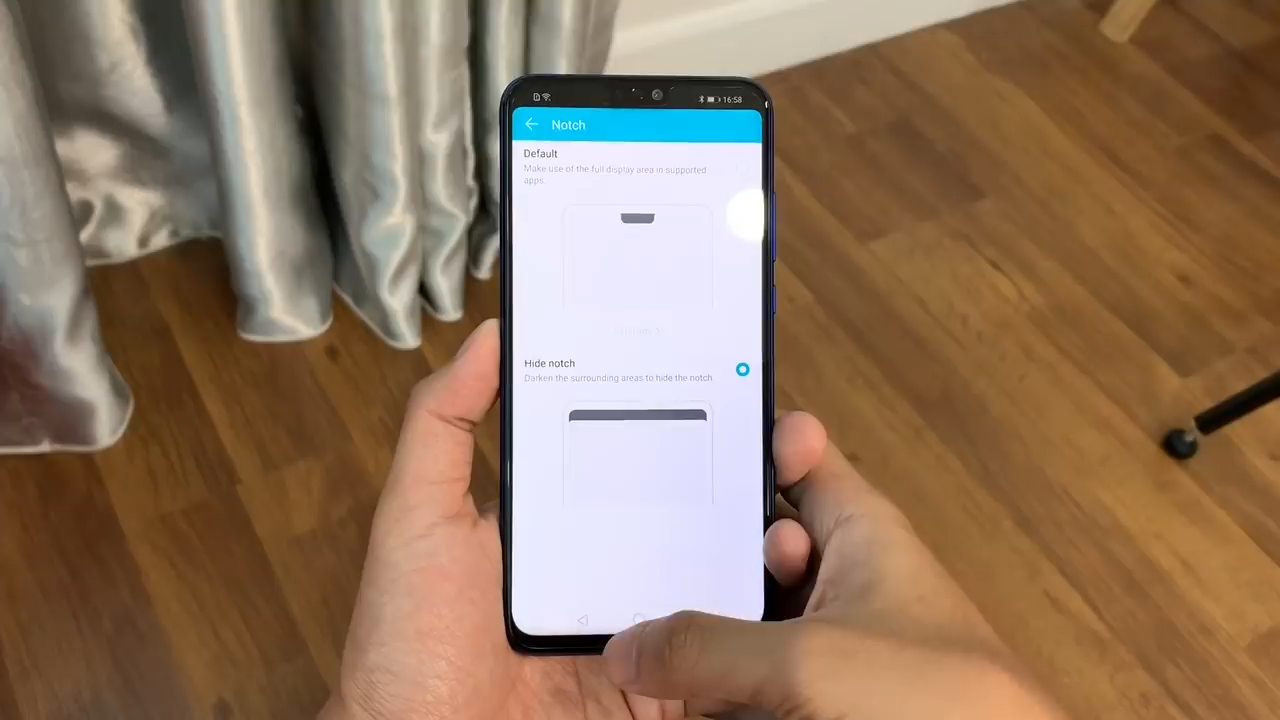 16:58
Notch
Default
Make use of the full display area in supported
apps.
Hide notch
Darken the surrounding areas to hide the notch